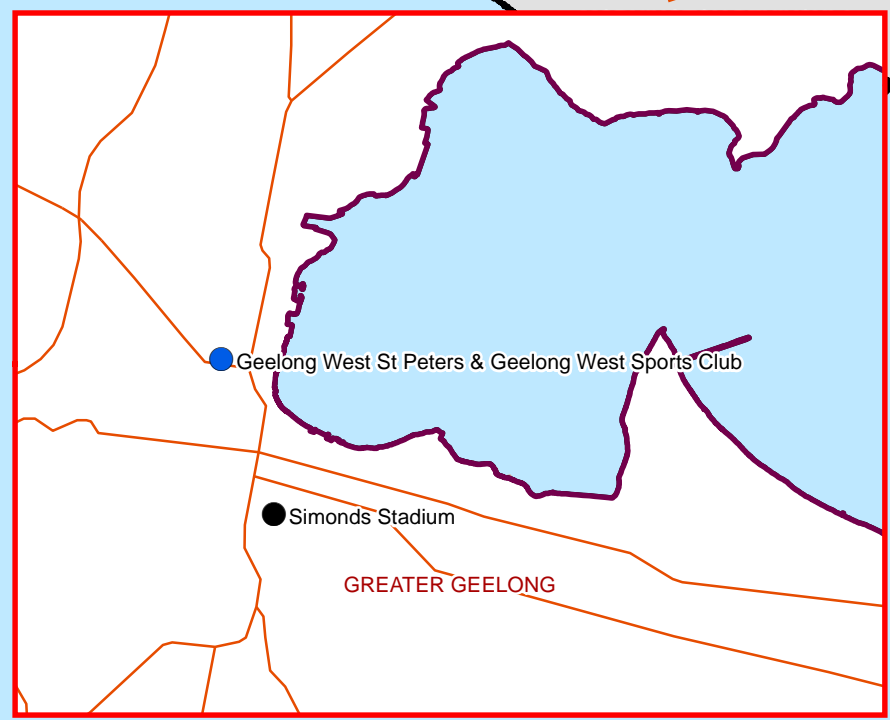 Geelong West St Peters & Geelong West Sports Club
Simonds Stadium
GREATER GEELONG